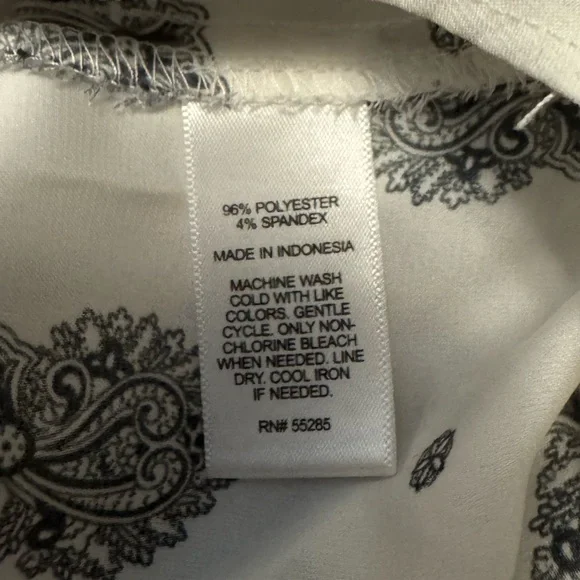 96% POLYESTER
4% SPANDEX
MADE IN INDONESIA
MACHINE WASH
COLD WITH LIKE
COLORS. GENTLE
CYCLE. ONLY NON-
CHLORINE BLEACH
WHEN NEEDED. LINE
DRY. COOL IRON
IF NEEDED.
RN# 55285